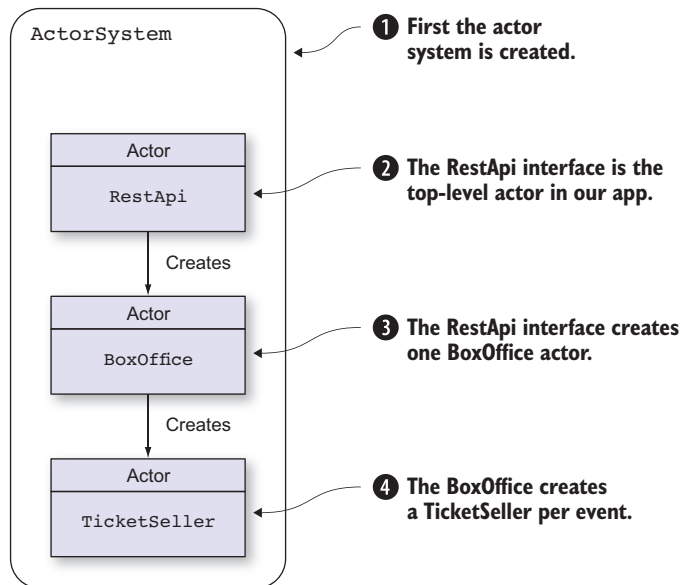 ActorSystem
1 First the actor
system is created.
Actor
RestApi
2 The RestApi interface is the
top-level actor in our app.
Creates
Actor
BoxOffice
3 The RestApi interface creates
one BoxOffice actor.
Creates
Actor
TicketSeller
4 The BoxOffice creates
a TicketSeller per event.